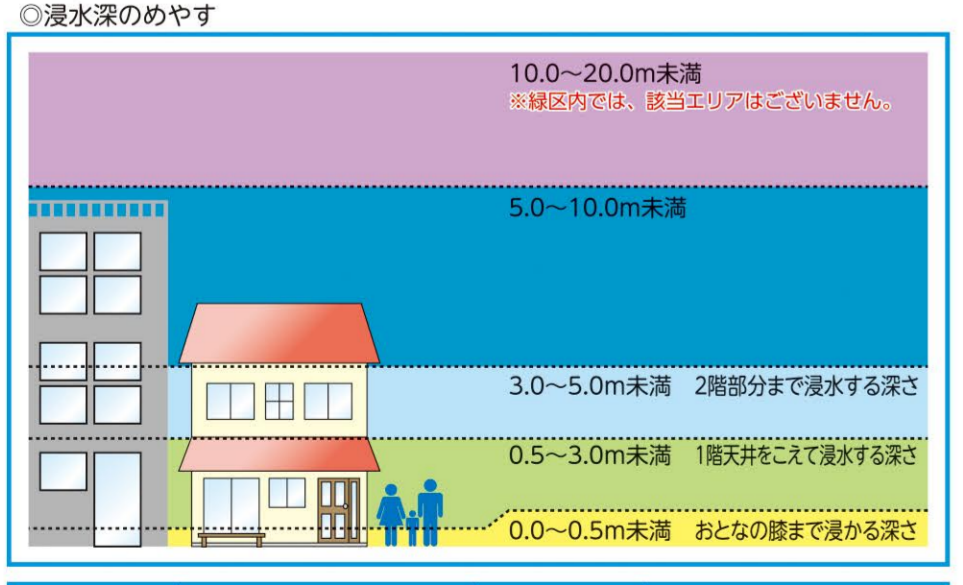 ◎浸水深のめやす
10.0～20.0m未満
※緑区内では、該当エリアはございません。
5.0～10.0m未満
3.0～5.0m未満 2階部分まで浸水する深さ
0.5～3.0m未満 1階天井をこえて浸水する深さ
0.0～0.5m未満 おとなの膝まで浸かる深さ